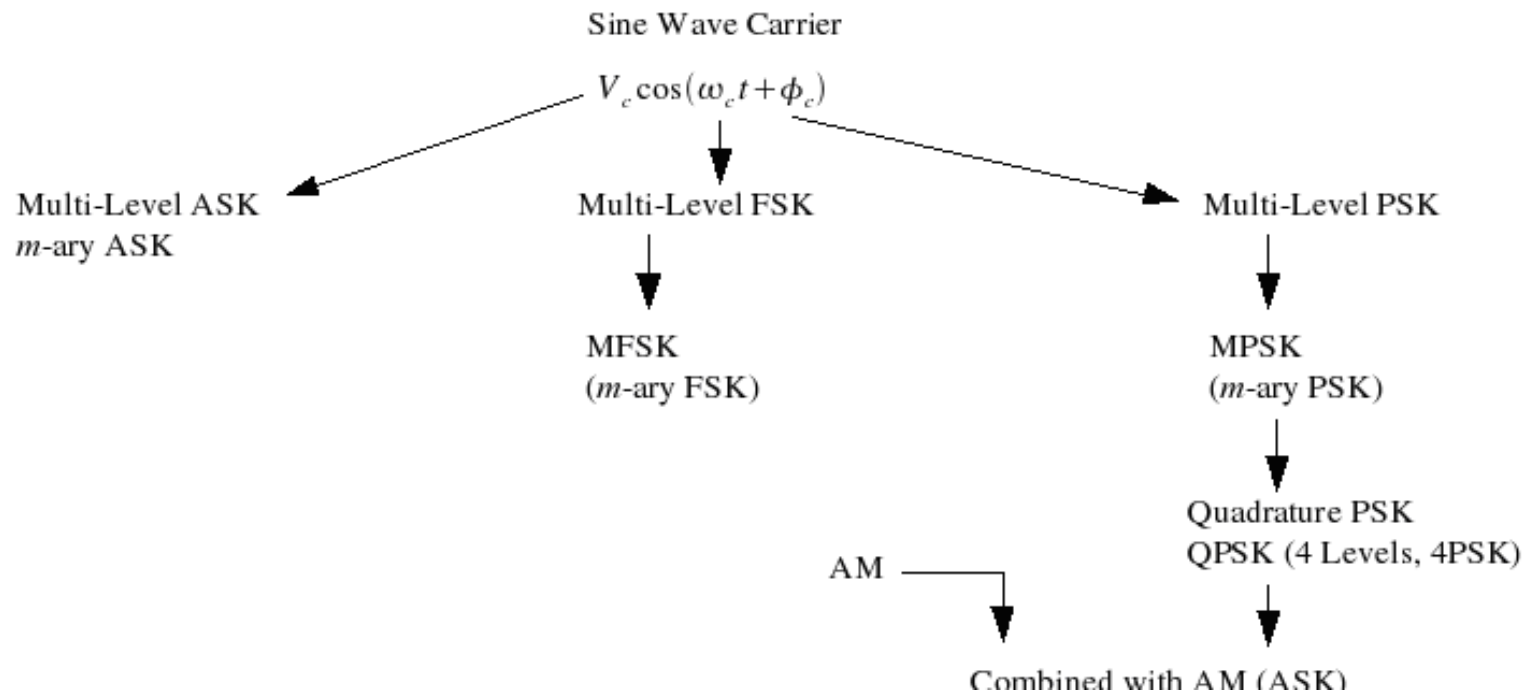 Sine Wave Carrier
V_c cos(ω_c t+ϕ_c)
Multi-Level ASK
m-ary ASK
Multi-Level FSK
Multi-Level PSK
MFSK
(m-ary FSK)
MPSK
(m-ary PSK)
Quadrature PSK
QPSK (4 Levels, 4PSK)
AM
Combined with AM (ASK)